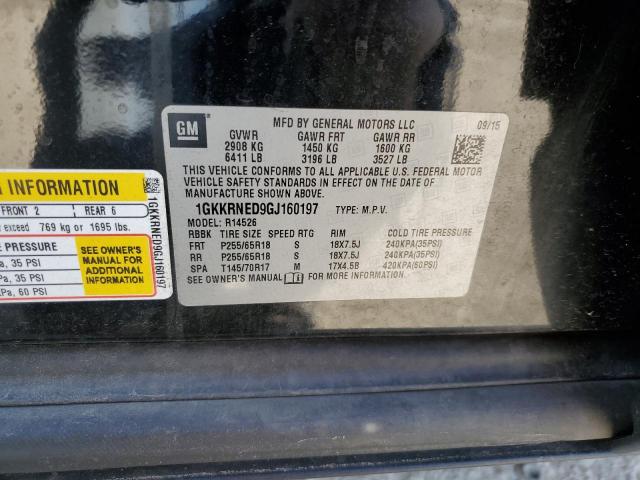 GM
MFD BY GENERAL MOTORS LLC
09/15
GVWR GAWR FRT GAWR RR
2908 KG 1450 KG 1600 KG
6411 LB 3196 LB 3527 LB
THIS VEHICLE CONFORMS TO ALL APPLICABLE U.S. FEDERAL MOTOR
VEHICLE SAFETY STANDARDS IN EFFECT ON THE DATE OF
MANUFACTURE SHOWN ABOVE.
1GKKRNED9GJ160197 TYPE: M.P.V.
MODEL: R14526
RBBK TIRE SIZE SPEED RTG RIM COLD TIRE PRESSURE
FRT P255/65R18 S 18X7.5J 240KPA(35PSI)
RR P255/65R18 S 18X7.5J 240KPA(35PSI)
SPA T145/70R17 M 17X4.5B 420KPA(60PSI)
SEE OWNER'S MANUAL FOR MORE INFORMATION.
INFORMATION
FRONT 2 REAR 6
exceed 769 kg or 1695 lbs.
PRESSURE
Pa, 35 PSI
Pa, 35 PSI
Pa, 60 PSI
SEE OWNER'S
MANUAL FOR
ADDITIONAL
INFORMATION
1GKKRNED9GJ160197